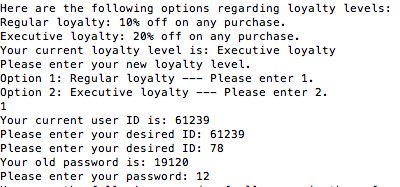 Here are the following options regarding loyalty levels:
Regular loyalty: 10% off on any purchase.
Executive loyalty: 20% off on any purchase.
Your current loyalty level is: Executive loyalty
Please enter your new loyalty level.
Option 1: Regular loyalty --- Please enter 1.
Option 2: Executive loyalty --- Please enter 2.
1
Your current user ID is: 61239
Please enter your desired ID: 61239
Please enter your desired ID: 78
Your old password is: 19120
Please enter your password: 12